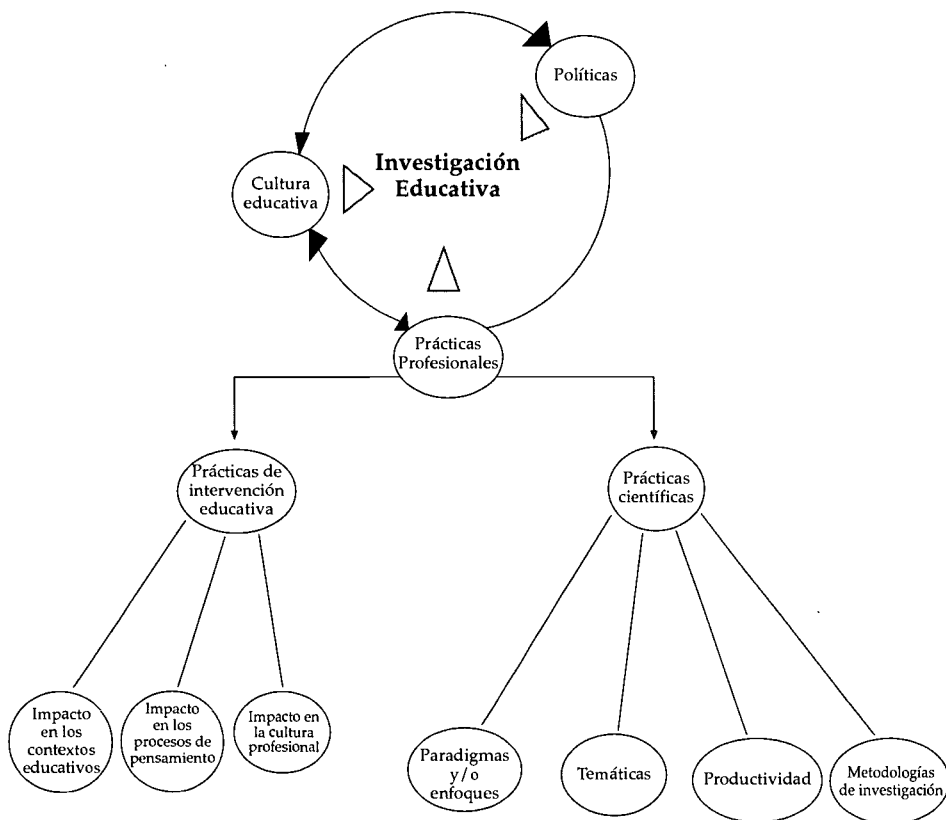 Políticas
Investigación
Educativa
Cultura
educativa
Prácticas
Profesionales
Prácticas de
intervención
educativa
Prácticas
científicas
Impacto
en los
contextos
educativos
Impacto
en los
procesos de
pensamiento
Impacto en
la cultura
profesional
Paradigmas
y/o
enfoques
Temáticas
Productividad
Metodologías
de investigación